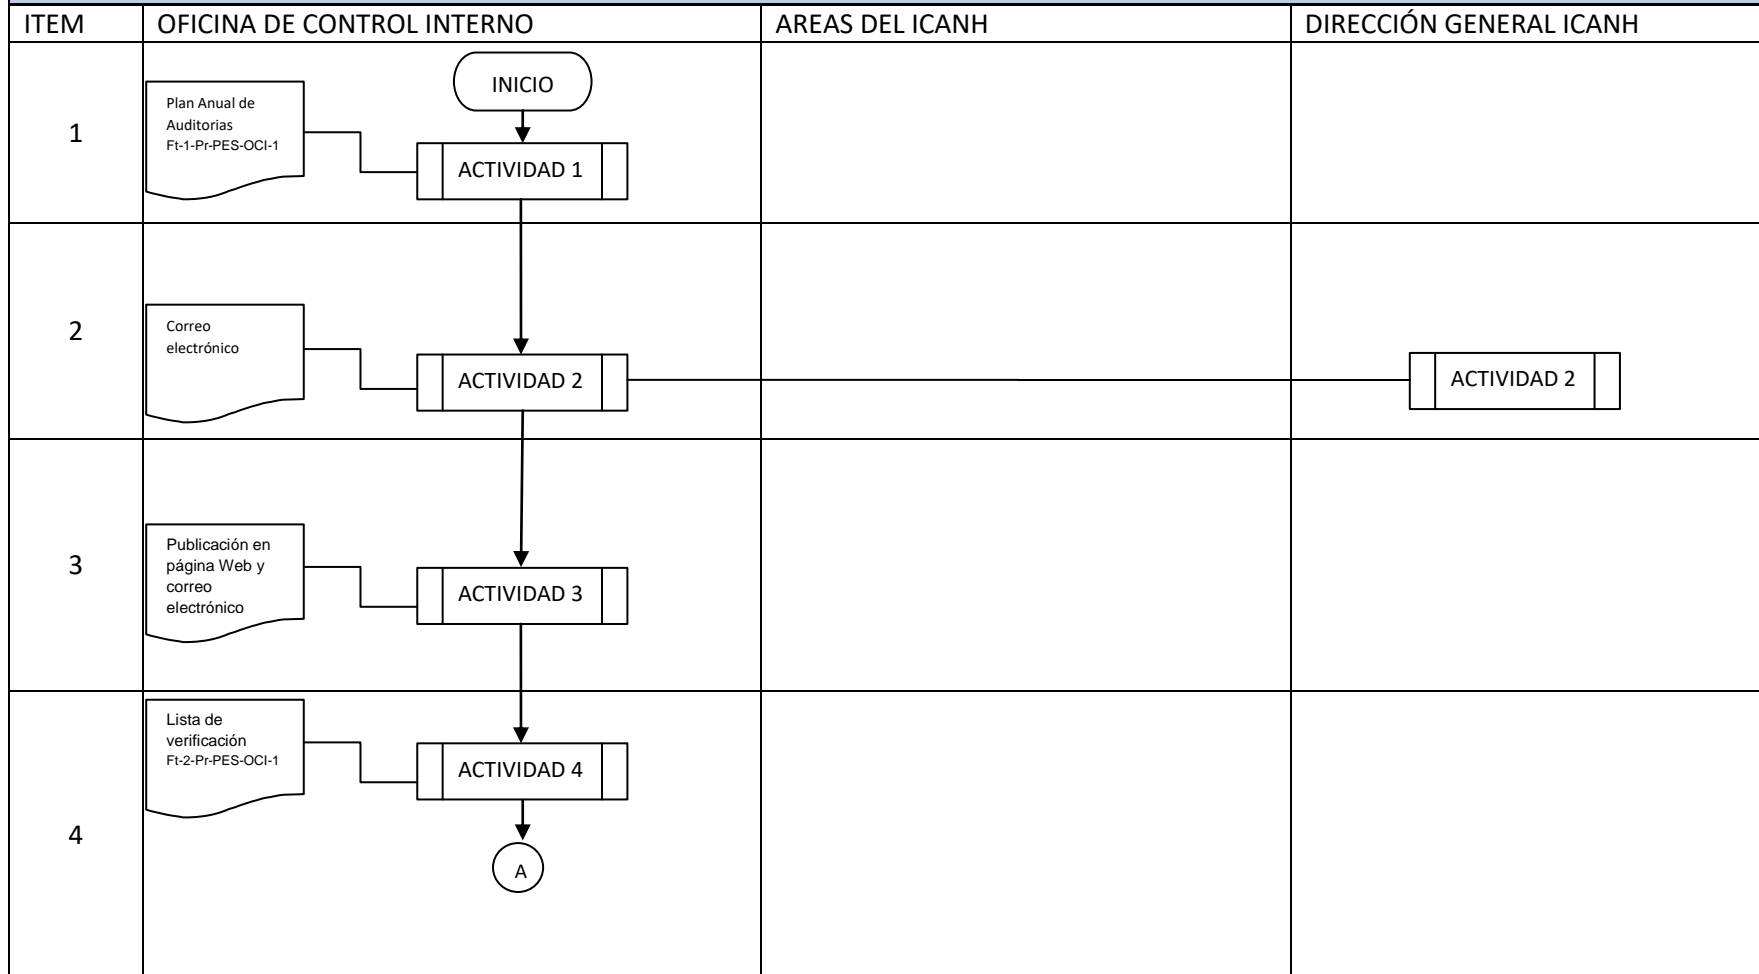 ITEM
OFICINA DE CONTROL INTERNO
AREAS DEL ICANH
DIRECCIÓN GENERAL ICANH
1
Plan Anual de
Auditorias
Ft-1-Pr-PES-OCI-1
INICIO
ACTIVIDAD 1
2
Correo
electrónico
ACTIVIDAD 2
ACTIVIDAD 2
3
Publicación en
página Web y
correo
electrónico
ACTIVIDAD 3
4
Lista de
verificación
Ft-2-Pr-PES-OCI-1
ACTIVIDAD 4
A